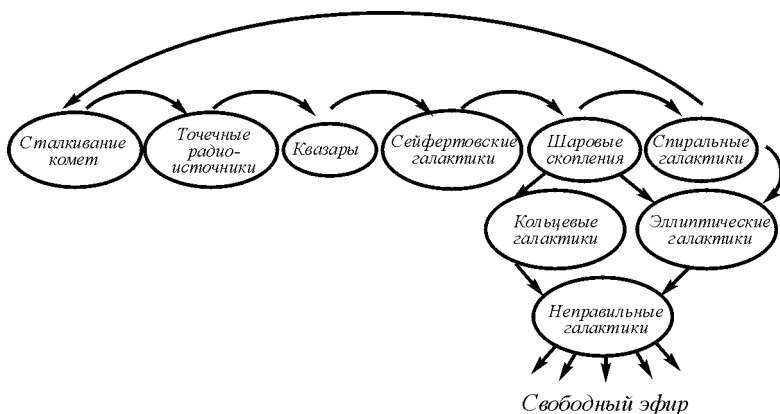 Сталкивание
комет
Точечные
радио-
источники
Квазары
Сейфертовские
галактики
Шаровые
скопления
Спиральные
галактики
Кольцевые
галактики
Эллиптические
галактики
Неправильные
галактики
Свободный эфир